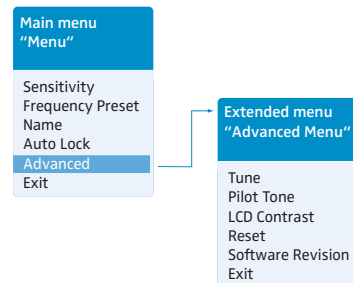 Main menu
“Menu”
Sensitivity
Frequency Preset
Name
Auto Lock
Advanced
Exit
Extended menu
“Advanced Menu”
Tune
Pilot Tone
LCD Contrast
Reset
Software Revision
Exit